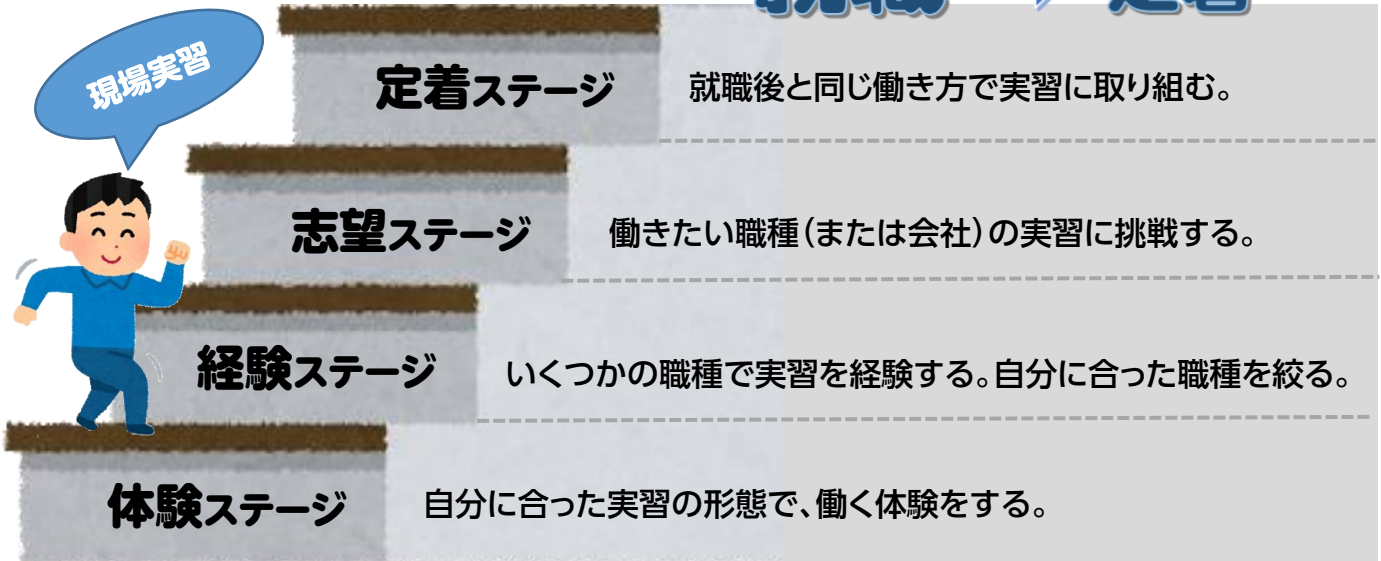 就職 定着
現場実習
定着ステージ 就職後と同じ働き方で実習に取り組む。
志望ステージ 働きたい職種(または会社)の実習に挑戦する。
経験ステージ いくつかの職種で実習を経験する。自分に合った職種を絞る。
体験ステージ 自分に合った実習の形態で、働く体験をする。